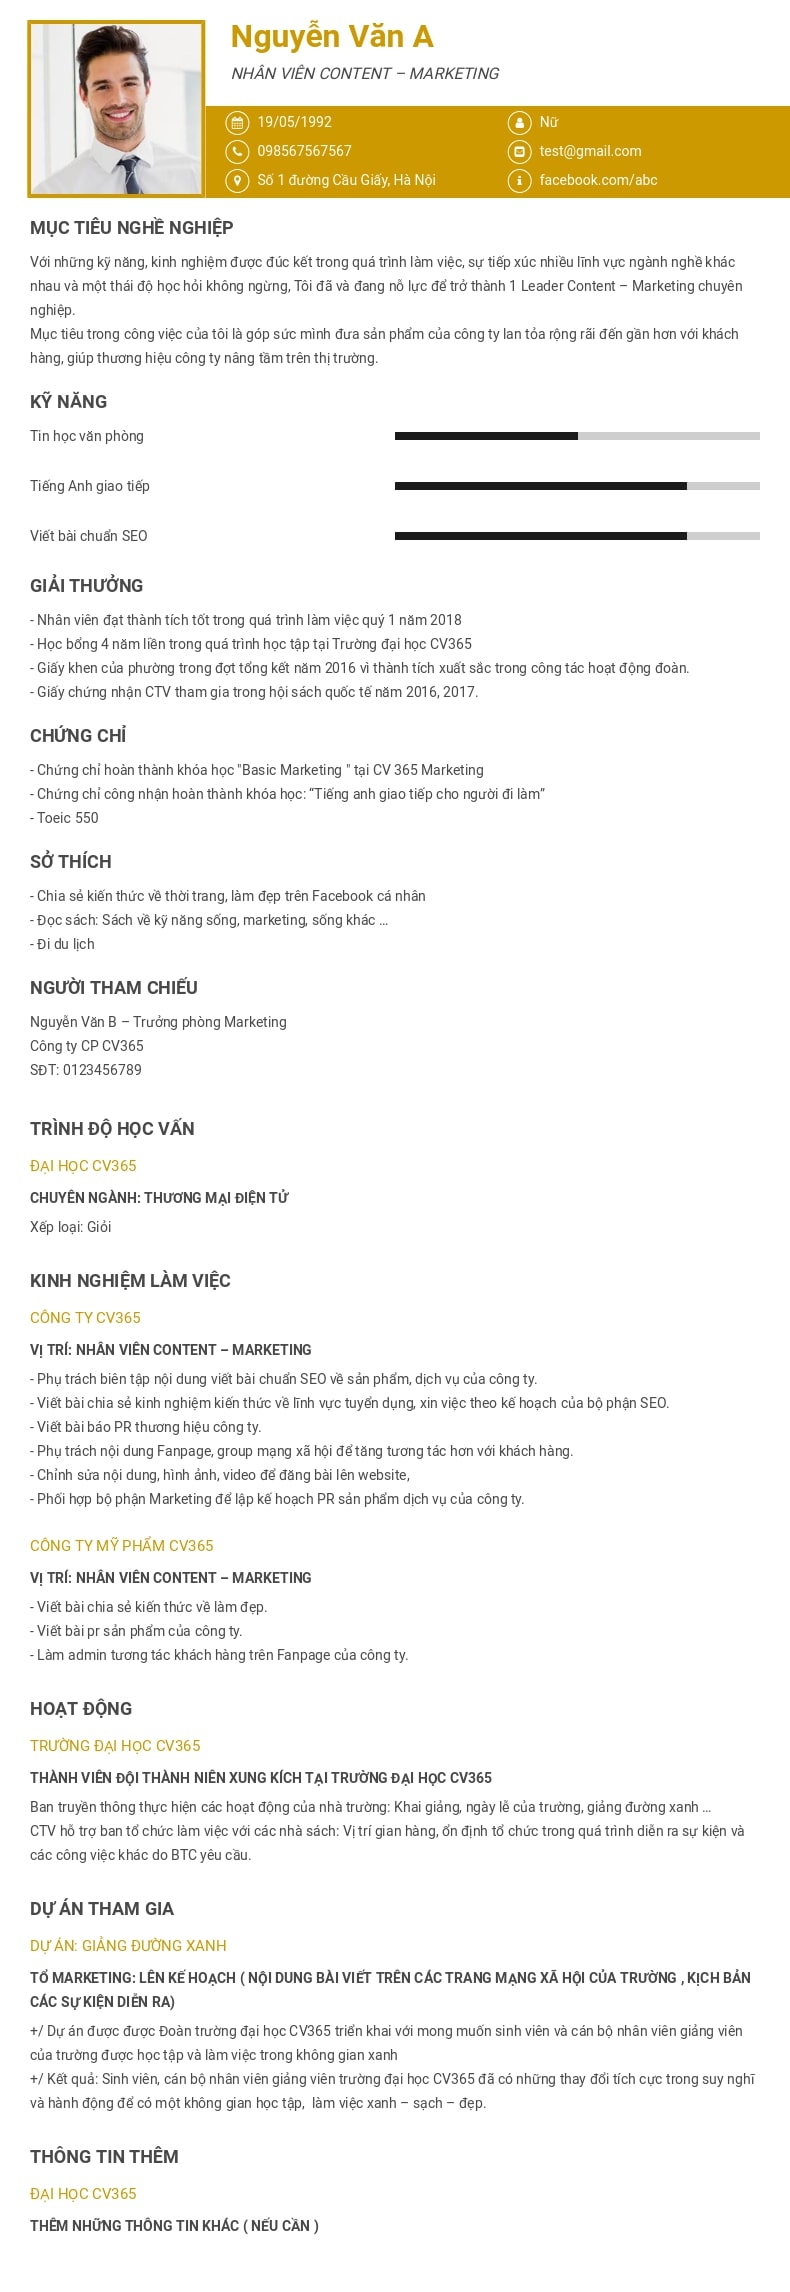 Nguyễn Văn A
NHÂN VIÊN CONTENT – MARKETING
19/05/1992
Nữ
098567567567
test@gmail.com
Số 1 đường Cầu Giấy, Hà Nội
facebook.com/abc
MỤC TIÊU NGHỀ NGHIỆP
Với những kỹ năng, kinh nghiệm được đúc kết trong quá trình làm việc, sự tiếp xúc nhiều lĩnh vực ngành nghề khác
nhau và một thái độ học hỏi không ngừng, Tôi đã và đang nỗ lực để trở thành 1 Leader Content – Marketing chuyên
nghiệp.
Mục tiêu trong công việc của tôi là góp sức mình đưa sản phẩm của công ty lan tỏa rộng rãi đến gần hơn với khách
hàng, giúp thương hiệu công ty nâng tầm trên thị trường.
KỸ NĂNG
Tin học văn phòng
Tiếng Anh giao tiếp
Viết bài chuẩn SEO
GIẢI THƯỞNG
- Nhân viên đạt thành tích tốt trong quá trình làm việc quý 1 năm 2018
- Học bổng 4 năm liền trong quá trình học tập tại Trường đại học CV365
- Giấy khen của phường trong đợt tổng kết năm 2016 vì thành tích xuất sắc trong công tác hoạt động đoàn.
- Giấy chứng nhận CTV tham gia trong hội sách quốc tế năm 2016, 2017.
CHỨNG CHỈ
- Chứng chỉ hoàn thành khóa học "Basic Marketing " tại CV 365 Marketing
- Chứng chỉ công nhận hoàn thành khóa học: “Tiếng anh giao tiếp cho người đi làm”
- Toeic 550
SỞ THÍCH
- Chia sẻ kiến thức về thời trang, làm đẹp trên Facebook cá nhân
- Đọc sách: Sách về kỹ năng sống, marketing, sống khác ...
- Đi du lịch
NGƯỜI THAM CHIẾU
Nguyễn Văn B – Trưởng phòng Marketing
Công ty CP CV365
SĐT: 0123456789
TRÌNH ĐỘ HỌC VẤN
ĐẠI HỌC CV365
CHUYÊN NGÀNH: THƯƠNG MẠI ĐIỆN TỬ
Xếp loại: Giỏi
KINH NGHIỆM LÀM VIỆC
CÔNG TY CV365
VỊ TRÍ: NHÂN VIÊN CONTENT – MARKETING
- Phụ trách biên tập nội dung viết bài chuẩn SEO về sản phẩm, dịch vụ của công ty.
- Viết bài chia sẻ kinh nghiệm kiến thức về lĩnh vực tuyển dụng, xin việc theo kế hoạch của bộ phận SEO.
- Viết bài báo PR thương hiệu công ty.
- Phụ trách nội dung Fanpage, group mạng xã hội để tăng tương tác hơn với khách hàng.
- Chỉnh sửa nội dung, hình ảnh, video để đăng bài lên website,
- Phối hợp bộ phận Marketing để lập kế hoạch PR sản phẩm dịch vụ của công ty.
CÔNG TY MỸ PHẨM CV365
VỊ TRÍ: NHÂN VIÊN CONTENT – MARKETING
- Viết bài chia sẻ kiến thức về làm đẹp.
- Viết bài pr sản phẩm của công ty.
- Làm admin tương tác khách hàng trên Fanpage của công ty.
HOẠT ĐỘNG
TRƯỜNG ĐẠI HỌC CV365
THÀNH VIÊN ĐỘI THÀNH NIÊN XUNG KÍCH TẠI TRƯỜNG ĐẠI HỌC CV365
Ban truyền thông thực hiện các hoạt động của nhà trường: Khai giảng, ngày lễ của trường, giảng đường xanh ...
CTV hỗ trợ ban tổ chức làm việc với các nhà sách: Vị trí gian hàng, ổn định tổ chức trong quá trình diễn ra sự kiện và
các công việc khác do BTC yêu cầu.
DỰ ÁN THAM GIA
DỰ ÁN: GIẢNG ĐƯỜNG XANH
TỔ MARKETING: LÊN KẾ HOẠCH ( NỘI DUNG BÀI VIẾT TRÊN CÁC TRANG MẠNG XÃ HỘI CỦA TRƯỜNG , KỊCH BẢN
CÁC SỰ KIỆN DIỄN RA)
+/ Dự án được được Đoàn trường đại học CV365 triển khai với mong muốn sinh viên và cán bộ nhân viên giảng viên
của trường được học tập và làm việc trong không gian xanh
+/ Kết quả: Sinh viên, cán bộ nhân viên giảng viên trường đại học CV365 đã có những thay đổi tích cực trong suy nghĩ
và hành động để có một không gian học tập,  làm việc xanh – sạch – đẹp.
THÔNG TIN THÊM
ĐẠI HỌC CV365
THÊM NHỮNG THÔNG TIN KHÁC ( NẾU CẦN )